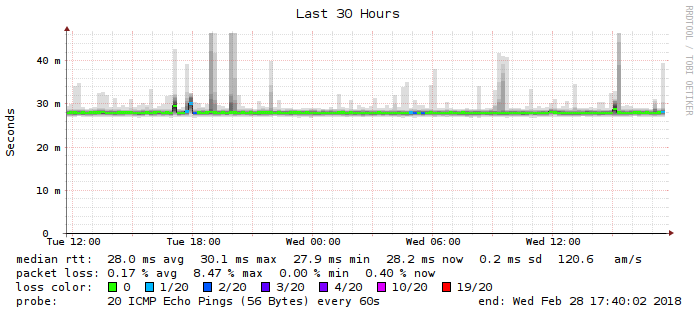 Last 30 Hours
RRDTOOL / TOBI OETIKER
Seconds
40 m
30 m
20 m
10 m
0
Tue 12:00 Tue 18:00 Wed 00:00 Wed 06:00 Wed 12:00
median rtt: 28.0 ms avg 30.1 ms max 27.9 ms min 28.2 ms now 0.2 ms sd 120.6 am/s
packet loss: 0.17 % avg 8.47 % max 0.00 % min 0.40 % now
loss color: 0 1/20 2/20 3/20 4/20 10/20 19/20
probe: 20 ICMP Echo Pings (56 Bytes) every 60s end: Wed Feb 28 17:40:02 2018